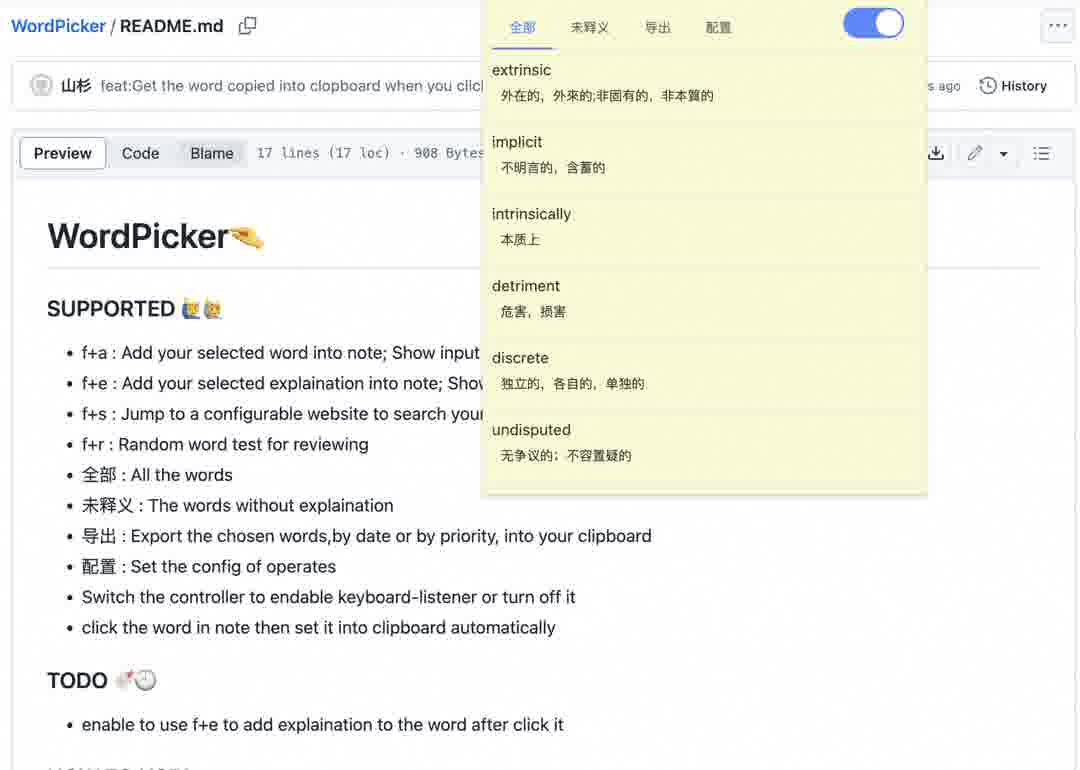 WordPicker / README.md
全部 未释义 导出 配置
山杉 feat:Get the word copied into clopboard when you clic
s ago History
Preview Code Blame 17 lines (17 loc) · 908 Bytes
extrinsic
外在的，外來的;非固有的，非本質的
implicit
不明言的，含蓄的
intrinsically
本质上
detriment
危害，损害
discrete
独立的，各自的，单独的
undisputed
无争议的；不容置疑的
WordPicker
SUPPORTED
f+a : Add your selected word into note; Show input
f+e : Add your selected explaination into note; Show
f+s : Jump to a configurable website to search your
f+r : Random word test for reviewing
全部 : All the words
未释义 : The words without explaination
导出 : Export the chosen words,by date or by priority, into your clipboard
配置 : Set the config of operates
Switch the controller to endable keyboard-listener or turn off it
click the word in note then set it into clipboard automatically
TODO
enable to use f+e to add explaination to the word after click it